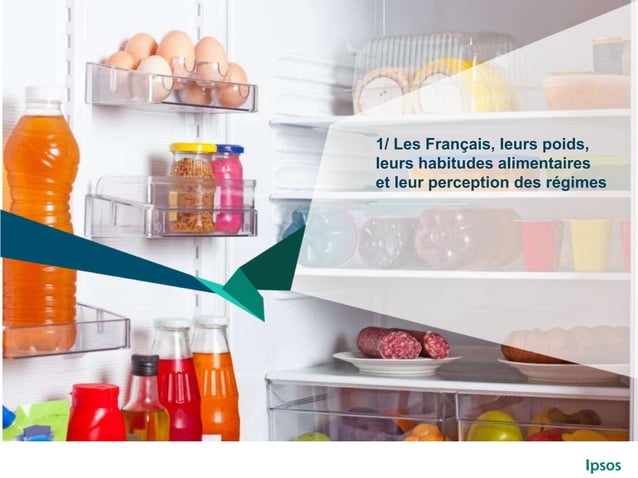 1/ Les Français, leurs poids,
leurs habitudes alimentaires
et leur perception des régimes
Ipsos